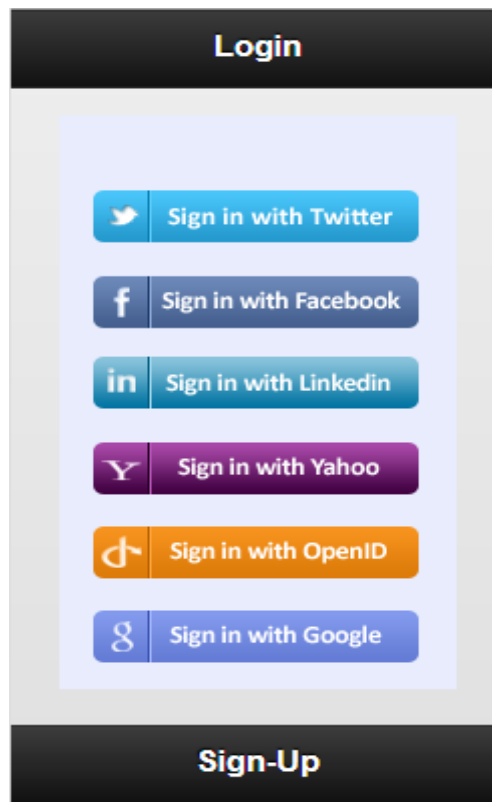 Login
Sign in with Twitter
f Sign in with Facebook
in Sign in with Linkedin
Y Sign in with Yahoo
Sign in with OpenID
g Sign in with Google
Sign-Up